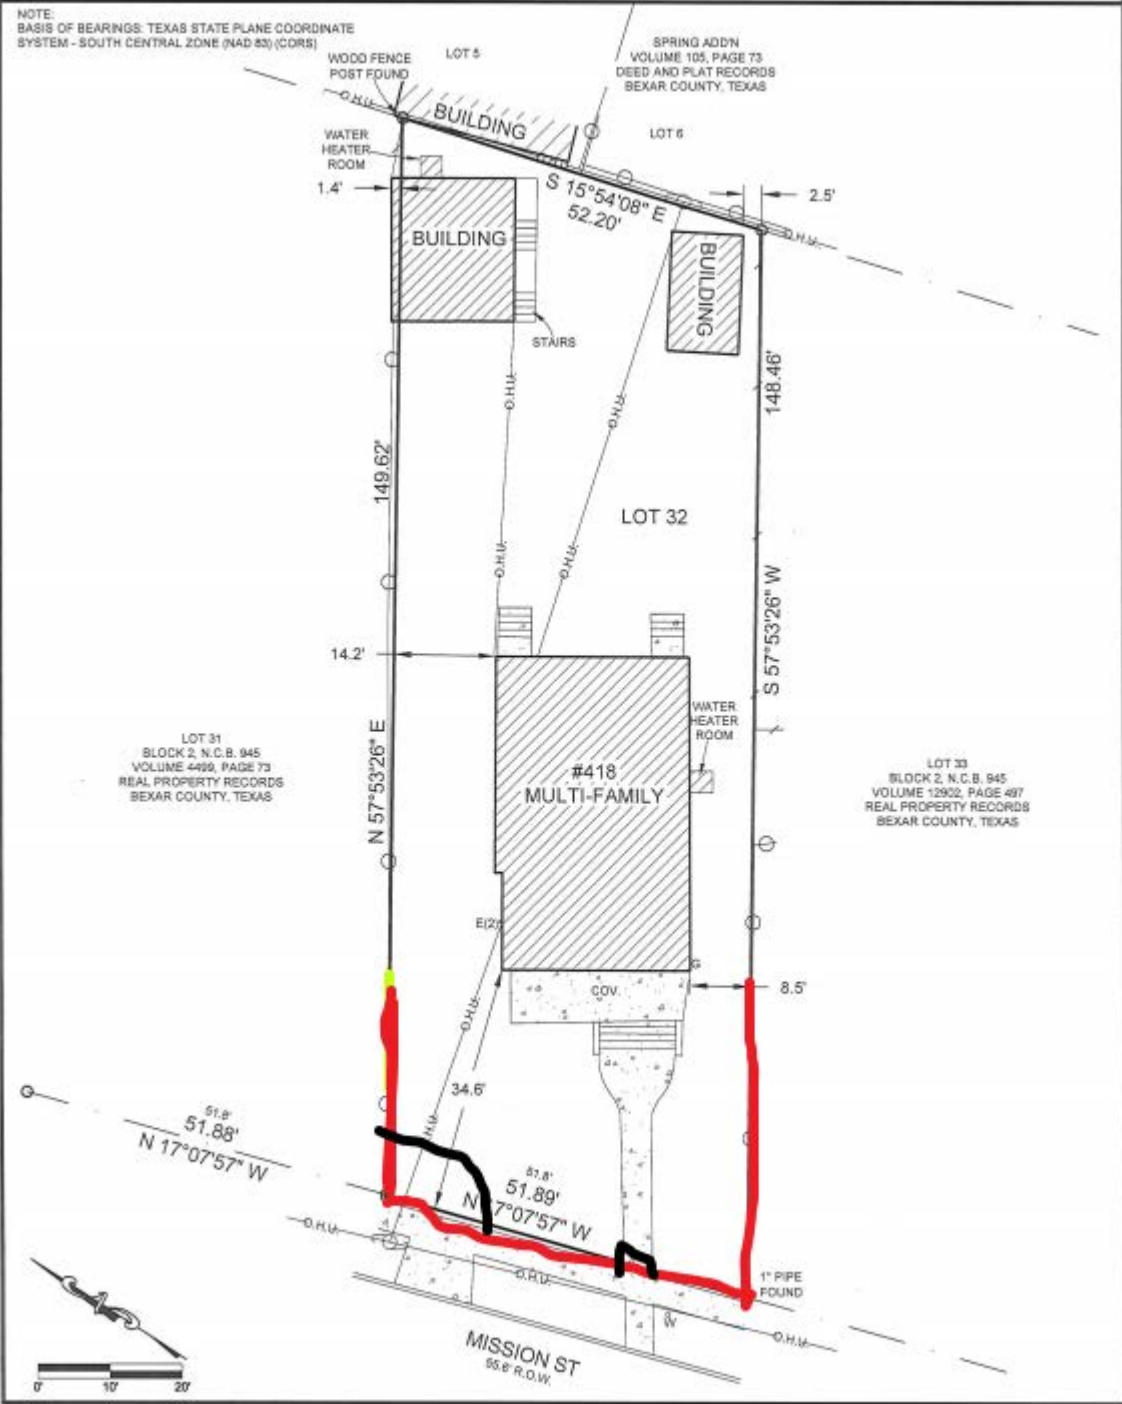 NOTE:
BASIS OF BEARINGS: TEXAS STATE PLANE COORDINATE
SYSTEM - SOUTH CENTRAL ZONE (NAD 83) (CORS)
LOT 5
WOOD FENCE
POST FOUND
SPRING ADD'N
VOLUME 105, PAGE 73
DEED AND PLAT RECORDS
BEXAR COUNTY, TEXAS
O.H.U.
BUILDING
LOT 6
WATER
HEATER
ROOM
1.4'
S 15°54'08" E
52.20'
2.5'
O.H.U.
BUILDING
BUILDING
STAIRS
O.H.U.
O.H.U.
148.46'
149.62'
LOT 32
O.H.U.
O.H.U.
S 57°53'26" W
14.2'
N 57°53'26" E
WATER
HEATER
ROOM
LOT 31
BLOCK 2, N.C.B. 945
VOLUME 4499, PAGE 73
REAL PROPERTY RECORDS
BEXAR COUNTY, TEXAS
#418
MULTI-FAMILY
LOT 33
BLOCK 2, N.C.B. 945
VOLUME 12902, PAGE 497
REAL PROPERTY RECORDS
BEXAR COUNTY, TEXAS
E(2)
G
COV.
8.5'
O.H.U.
34.6'
51.8'
51.88'
N 17°07'57" W
H.U.
51.8'
51.89'
N 17°07'57" W
O.H.U.
O.H.U.
1" PIPE
FOUND
O.H.U.
MISSION ST
55.6' R.O.W.
0' 10' 20'